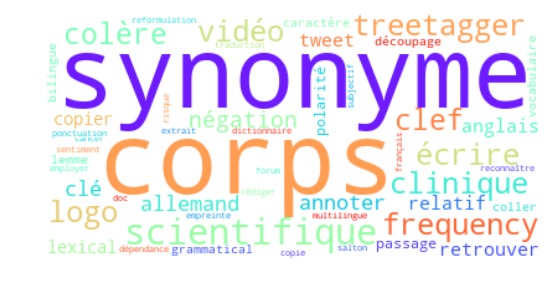 reformulation
caractère
treetagger
colère
vidéo
traduction
tweet
découpage
synonyme
bilingue
polarité
subjectif
vocabulaire
copier
risque
négation
clef
anglais
ponctuation
cancer
extrait
dictionnaire
français
sentiment
corps
écrire
lemme
employer
forum
reconnaître
clé
doc
rédiger
clinique
logo
allemand
annoter
relatif
coller
empreinte
multilingue
frequency
scientifique
passage
retrouver
lexical
dépendance
grammatical
copie
salton